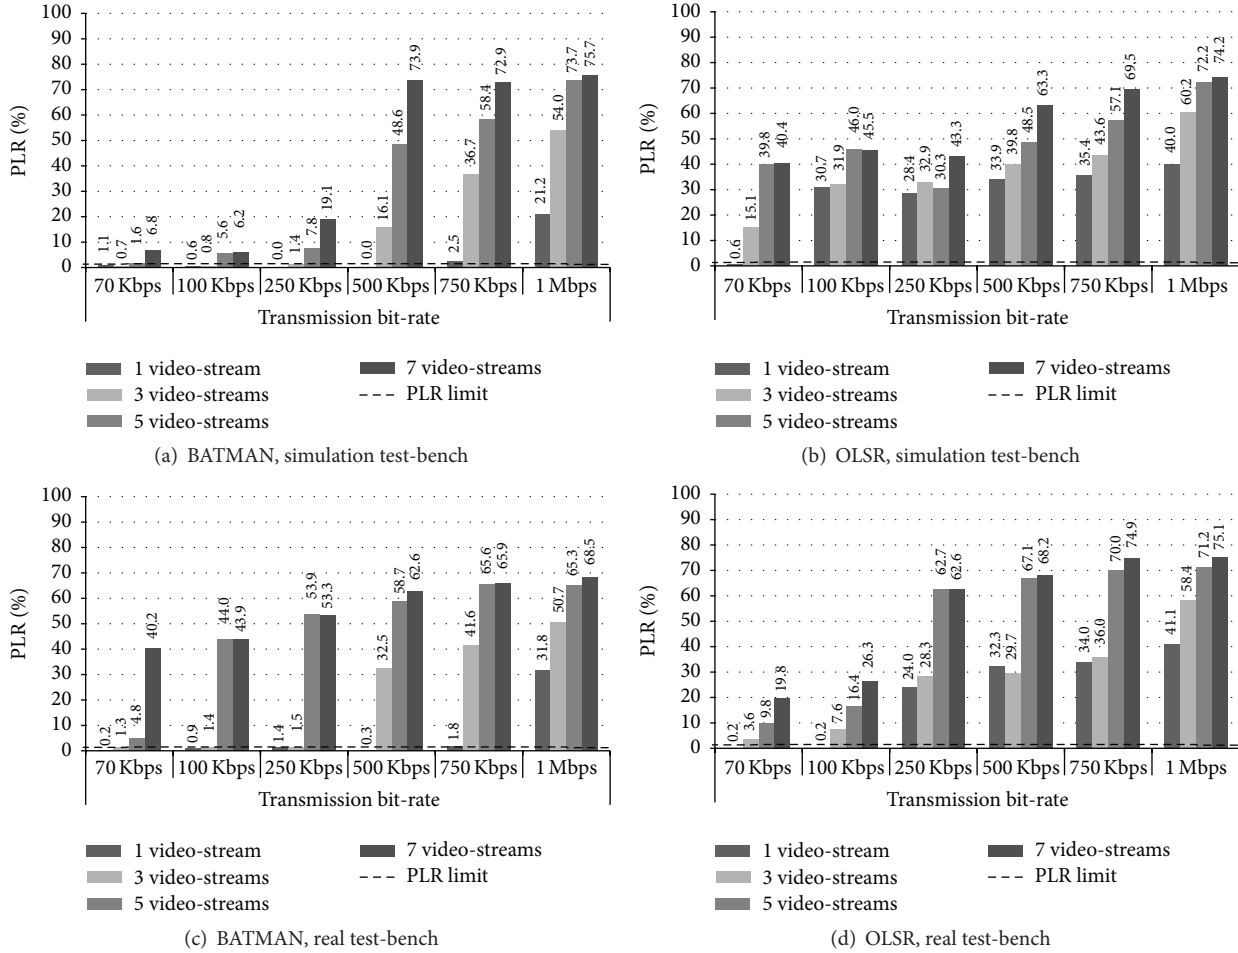 100
90
80
70
60
50
40
30
20
10
0
PLR (%)
1.1 0.7 1.6 6.8 0.6 0.8 5.6 6.2 0.0 1.4 7.8 19.1 0.0 16.1 48.6 73.9 2.5 36.7 58.4 72.9 21.2 54.0 73.7 75.7
70 Kbps 100 Kbps 250 Kbps 500 Kbps 750 Kbps 1 Mbps
Transmission bit-rate
1 video-stream
3 video-streams
5 video-streams
7 video-streams
PLR limit
(a) BATMAN, simulation test-bench
100
90
80
70
60
50
40
30
20
10
0
PLR (%)
0.6 15.1 39.8 40.4 30.7 31.9 46.0 45.5 28.4 32.9 30.3 43.3 33.9 39.8 48.5 63.3 35.4 43.6 57.1 69.5 40.0 60.2 72.2 74.2
70 Kbps 100 Kbps 250 Kbps 500 Kbps 750 Kbps 1 Mbps
Transmission bit-rate
1 video-stream
3 video-streams
5 video-streams
7 video-streams
PLR limit
(b) OLSR, simulation test-bench
100
90
80
70
60
50
40
30
20
10
0
PLR (%)
0.2 1.3 4.8 40.2 0.9 1.4 44.0 43.9 1.4 1.5 53.9 53.3 0.3 32.5 58.7 62.6 1.8 41.6 65.6 65.9 31.8 50.7 65.3 68.5
70 Kbps 100 Kbps 250 Kbps 500 Kbps 750 Kbps 1 Mbps
Transmission bit-rate
1 video-stream
3 video-streams
5 video-streams
7 video-streams
PLR limit
(c) BATMAN, real test-bench
100
90
80
70
60
50
40
30
20
10
0
PLR (%)
0.2 3.6 9.8 19.8 0.2 7.6 16.4 26.3 24.0 28.3 62.7 62.6 32.3 29.7 67.1 68.2 34.0 36.0 70.0 74.9 41.1 58.4 71.2 75.1
70 Kbps 100 Kbps 250 Kbps 500 Kbps 750 Kbps 1 Mbps
Transmission bit-rate
1 video-stream
3 video-streams
5 video-streams
7 video-streams
PLR limit
(d) OLSR, real test-bench